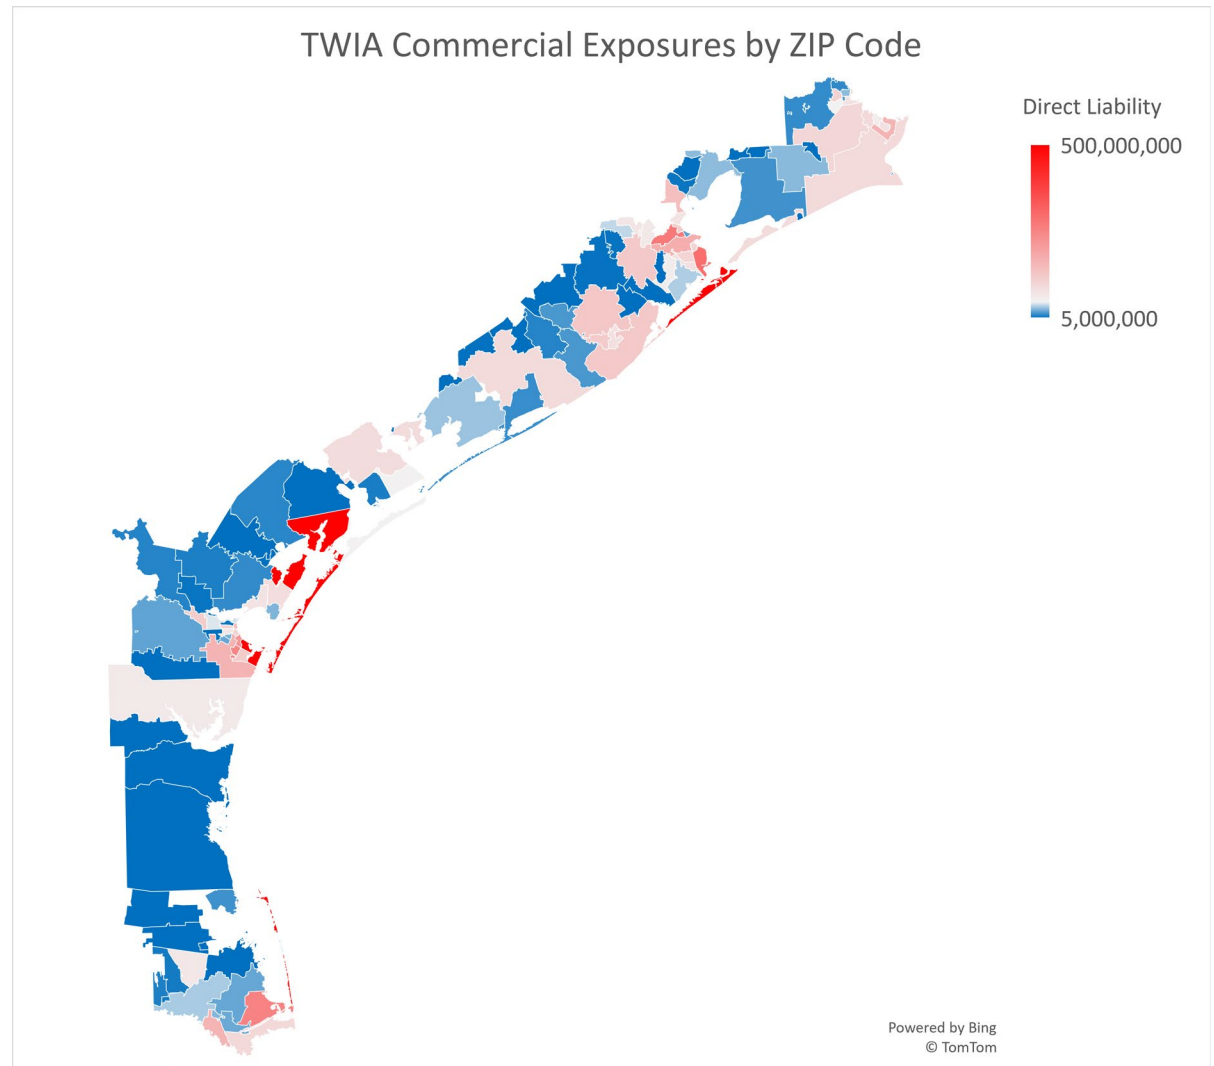 TWIA Commercial Exposures by ZIP Code
Direct Liability
500,000,000
5,000,000
Powered by Bing
© TomTom